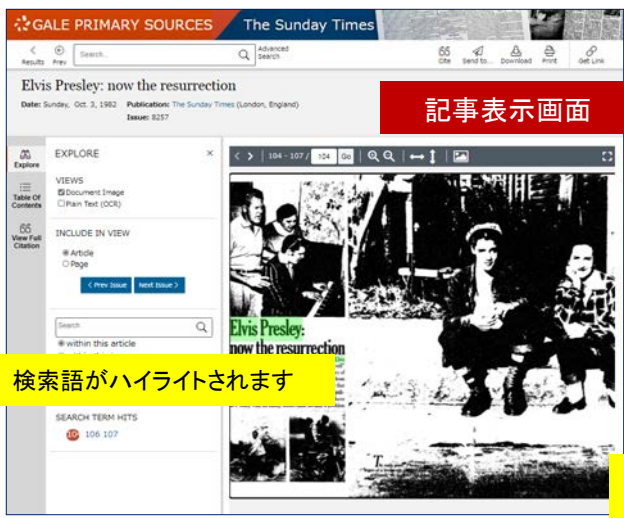 GALE PRIMARY SOURCES The Sunday Times
Results Prev Search... Advanced Search Cite Send to... Download Print Get Link
Elvis Presley: now the resurrection
Date: Sunday, Oct. 3, 1982 Publication: The Sunday Times (London, England)
Issue: 8257
記事表示画面
Explore
Table Of Contents
View Full Citation
EXPLORE ×
VIEWS
Document Image
Plain Text (OCR)
INCLUDE IN VIEW
Article
Page
< Prev Issue Next Issue >
Search
within this article
検索語がハイライトされます
SEARCH TERM HITS
106 107
< > 104 - 107 / 104 Go
Elvis Presley:
now the resurrection